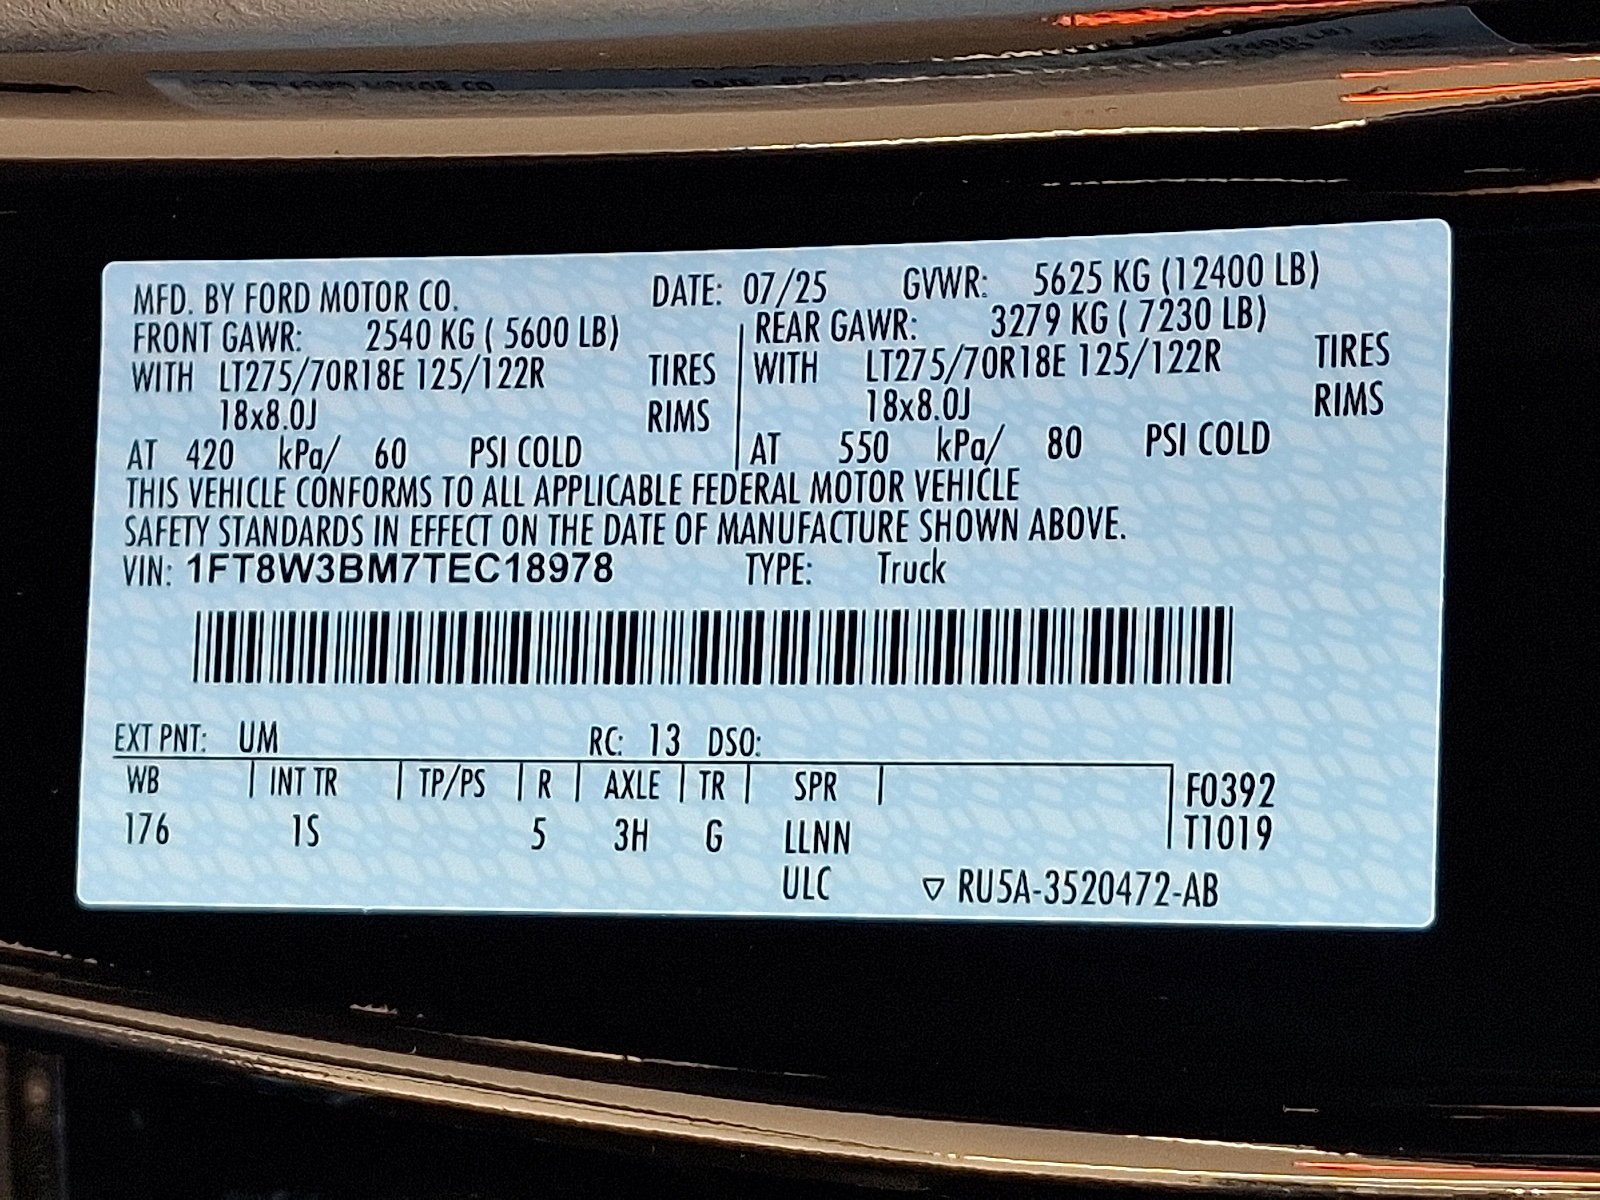 MFD. BY FORD MOTOR CO. DATE: 07/25 GVWR: 5625 KG (12400 LB)
FRONT GAWR: 2540 KG ( 5600 LB) REAR GAWR: 3279 KG ( 7230 LB)
WITH LT275/70R18E 125/122R TIRES WITH LT275/70R18E 125/122R TIRES
18x8.0J RIMS 18x8.0J RIMS
AT 420 kPa/ 60 PSI COLD AT 550 kPa/ 80 PSI COLD
THIS VEHICLE CONFORMS TO ALL APPLICABLE FEDERAL MOTOR VEHICLE
SAFETY STANDARDS IN EFFECT ON THE DATE OF MANUFACTURE SHOWN ABOVE.
VIN: 1FT8W3BM7TEC18978 TYPE: Truck
EXT PNT: UM RC: 13 DSO:
WB INT TR TP/PS R AXLE TR SPR F0392
176 1S 5 3H G LLNN T1019
ULC ▽ RU5A-3520472-AB